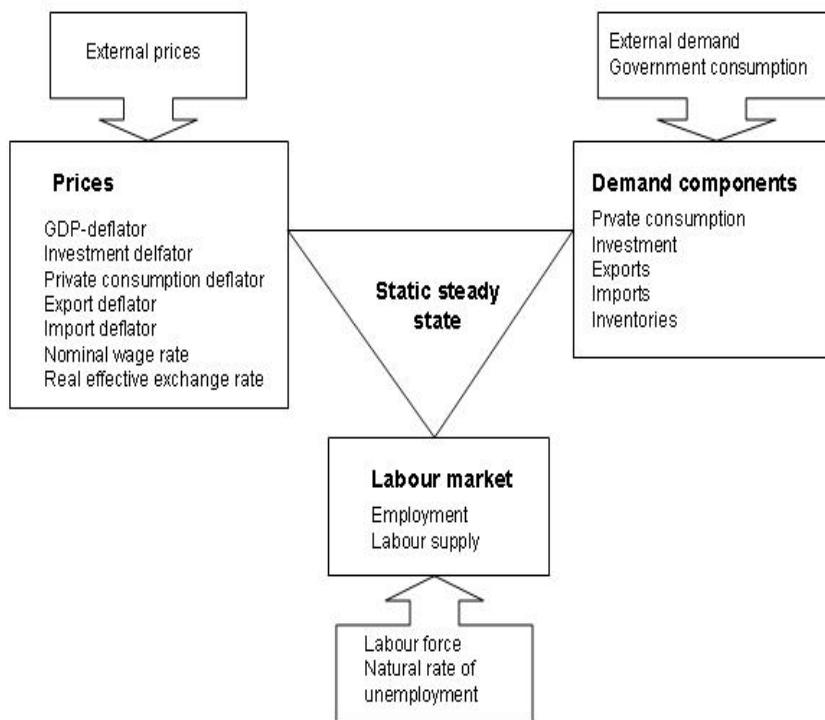 External prices
External demand
Government consumption
Prices
GDP-deflator
Investment delfator
Private consumption deflator
Export deflator
Import deflator
Nominal wage rate
Real effective exchange rate
Static steady
state
Demand components
Prvate consumption
Investment
Exports
Imports
Inventories
Labour market
Employment
Labour supply
Labour force
Natural rate of
unemployment